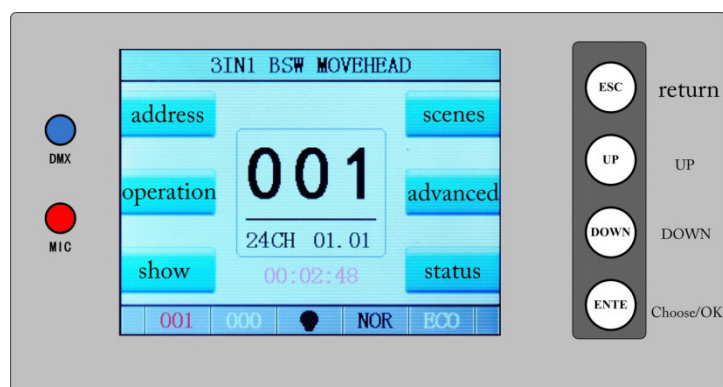 3IN1 BSW MOVEHEAD
address
scenes
operation
001
advanced
24CH 01.01
show
00:02:48
status
001 000 NOR ECO
DMX
MIC
ESC return
UP UP
DOWN DOWN
ENTE Choose/OK